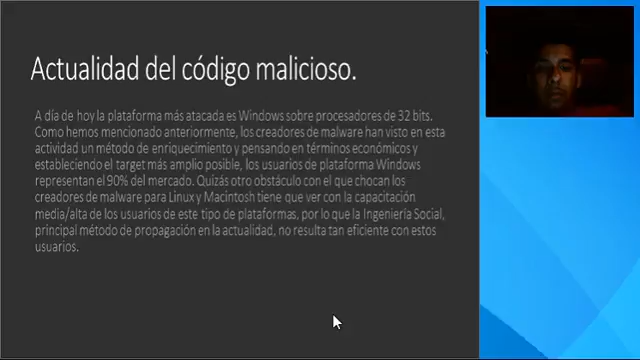 Actualidad del código malicioso.
A día de hoy la plataforma más atacada es Windows sobre procesadores de 32 bits.
Como hemos mencionado anteriormente, los creadores de malware han visto en esta
actividad un método de enriquecimiento y pensando en términos económicos y
estableciendo el target más amplio posible, los usuarios de plataforma Windows
representan el 90% del mercado. Quizás otro obstáculo con el que chocan los
creadores de malware para Linux y Macintosh tiene que ver con la capacitación
media/alta de los usuarios de este tipo de plataformas, por lo que la Ingeniería Social,
principal método de propagación en la actualidad, no resulta tan eficiente con estos
usuarios.